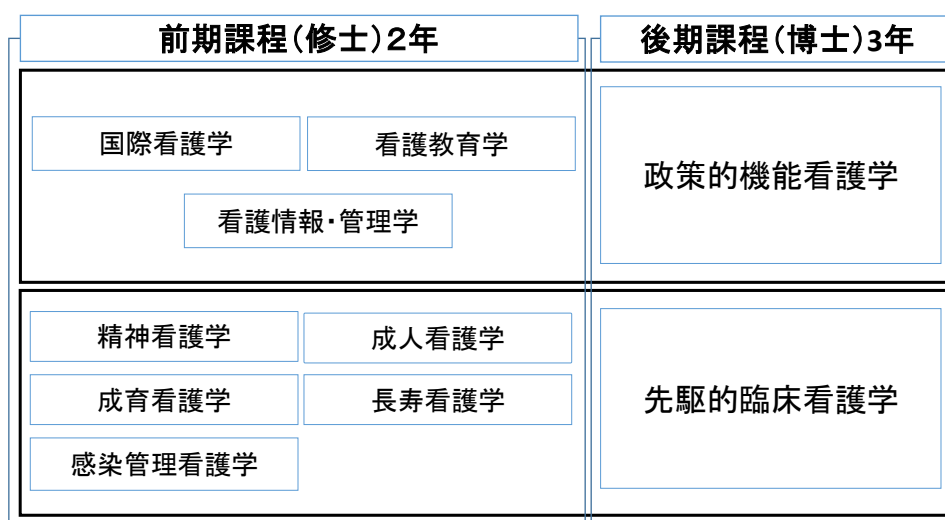 前期課程（修士）２年
後期課程（博士）3年
国際看護学
看護教育学
看護情報・管理学
政策的機能看護学
精神看護学
成人看護学
成育看護学
長寿看護学
感染管理看護学
先駆的臨床看護学